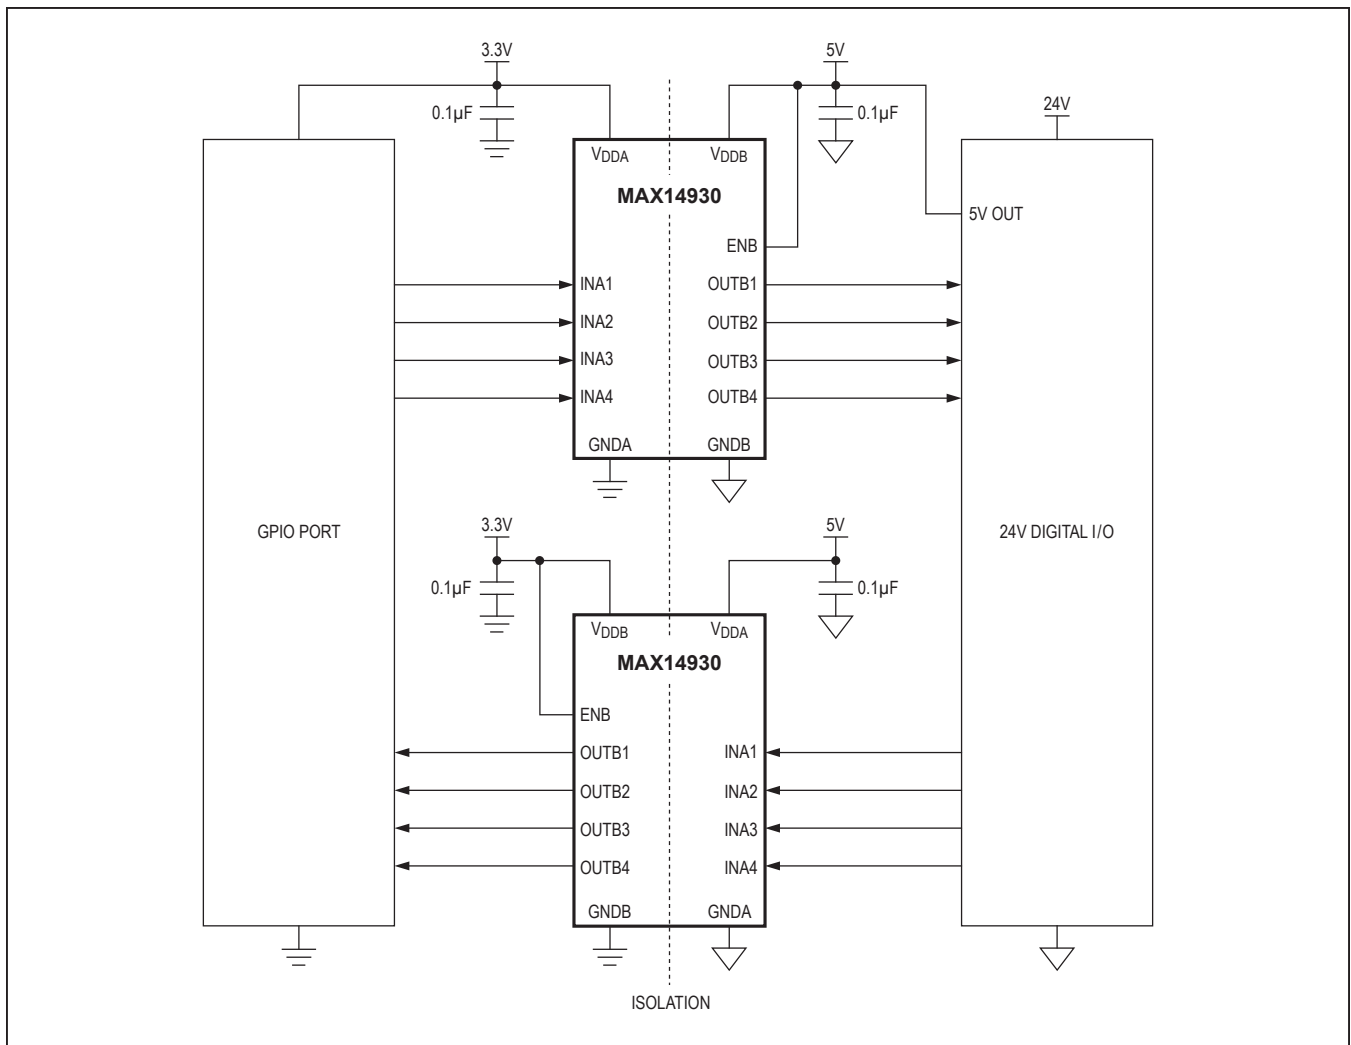 3.3V
5V
0.1µF
0.1µF
24V
VDDA
VDDB
MAX14930
5V OUT
ENB
INA1
OUTB1
INA2
OUTB2
INA3
OUTB3
INA4
OUTB4
GNDA
GNDB
GPIO PORT
3.3V
5V
24V DIGITAL I/O
0.1µF
0.1µF
VDDB
VDDA
MAX14930
ENB
OUTB1
INA1
OUTB2
INA2
OUTB3
INA3
OUTB4
INA4
GNDB
GNDA
ISOLATION